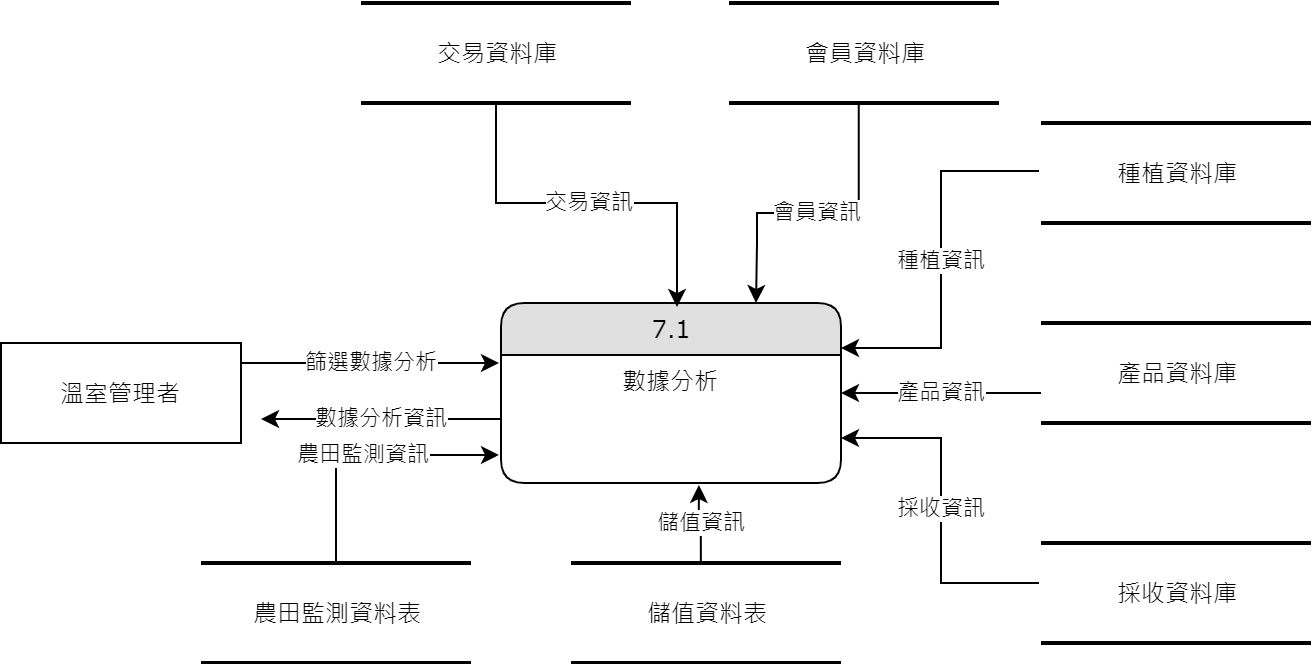 交易資料庫
會員資料庫
種植資料庫
交易資訊
會員資訊
種植資訊
7.1
數據分析
產品資料庫
溫室管理者
篩選數據分析
數據分析資訊
農田監測資訊
產品資訊
採收資訊
儲值資訊
農田監測資料表
儲值資料表
採收資料庫